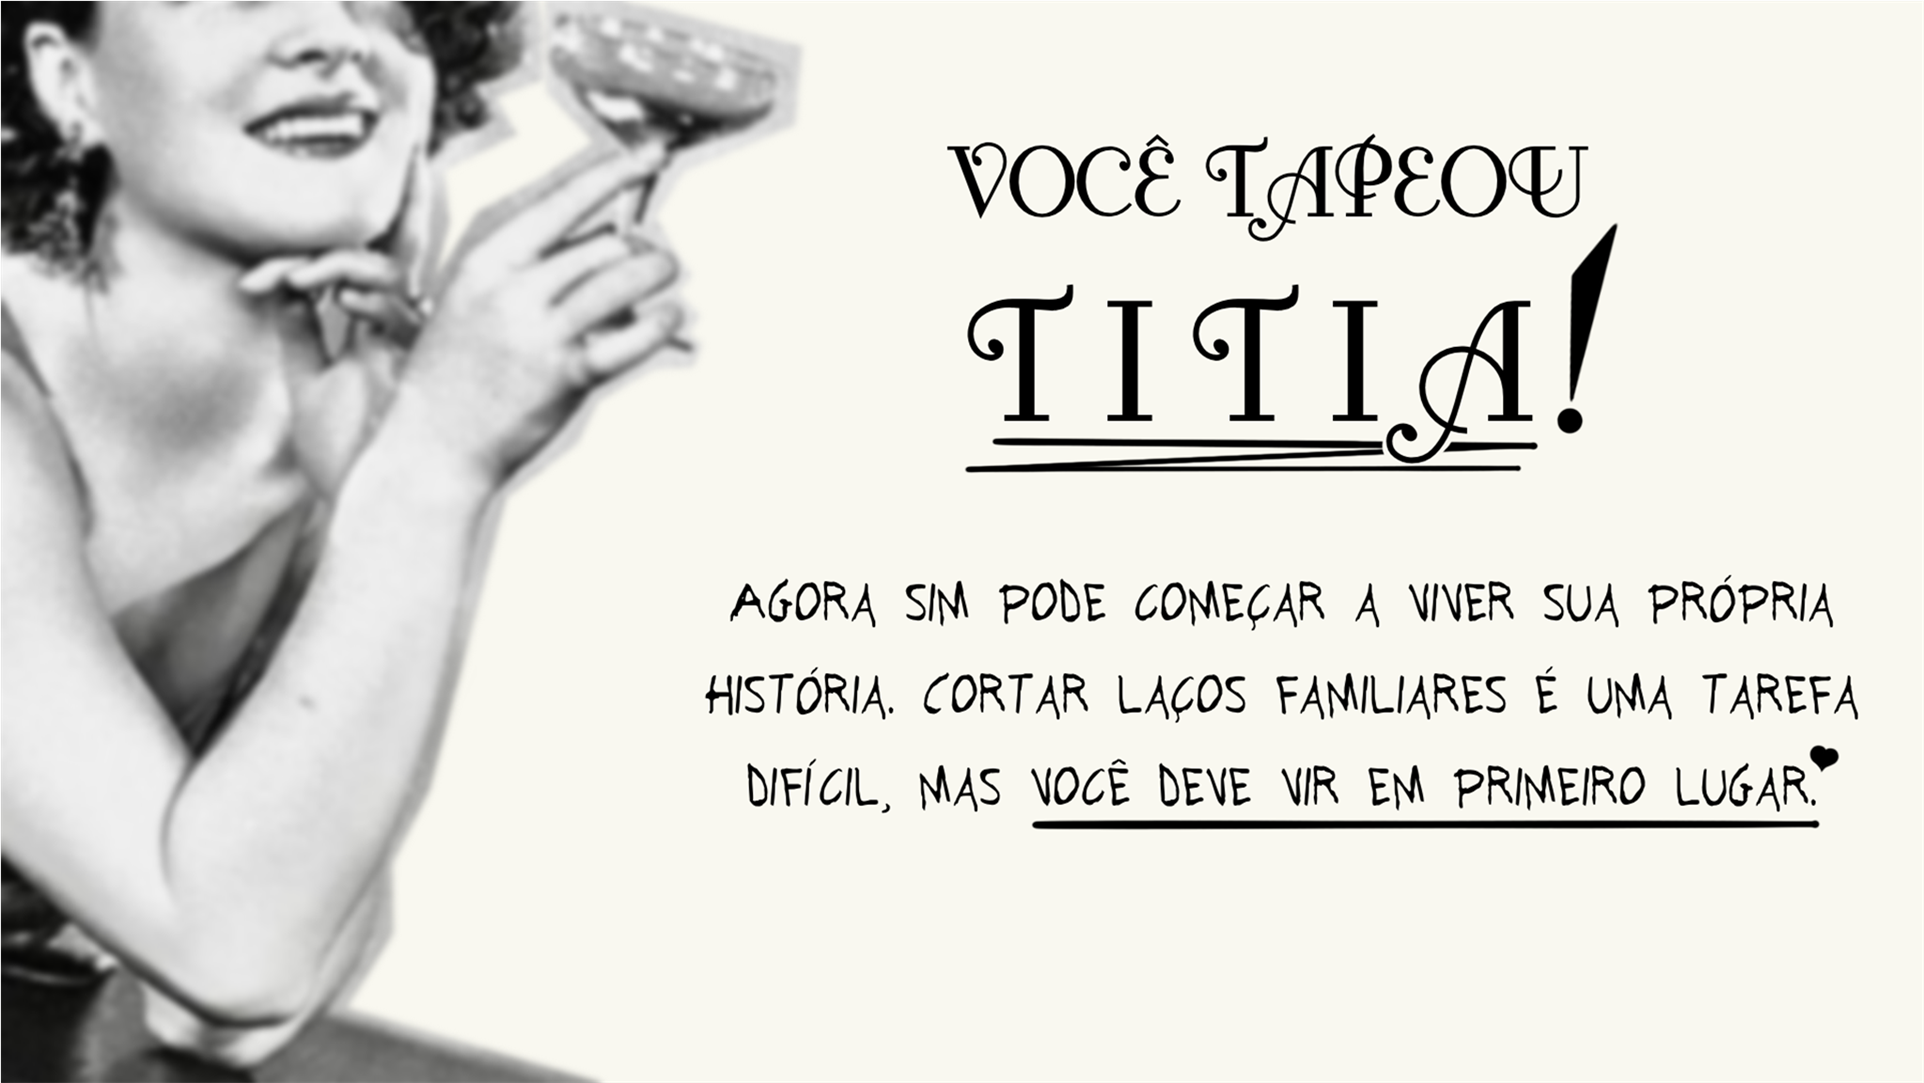 VOCÊ TAPEOU
TITIA!
AGORA SIM PODE COMEÇAR A VIVER SUA PRÓPRIA
HISTÓRIA. CORTAR LAÇOS FAMILIARES É UMA TAREFA
DIFÍCIL, MAS VOCÊ DEVE VIR EM PRIMEIRO LUGAR.